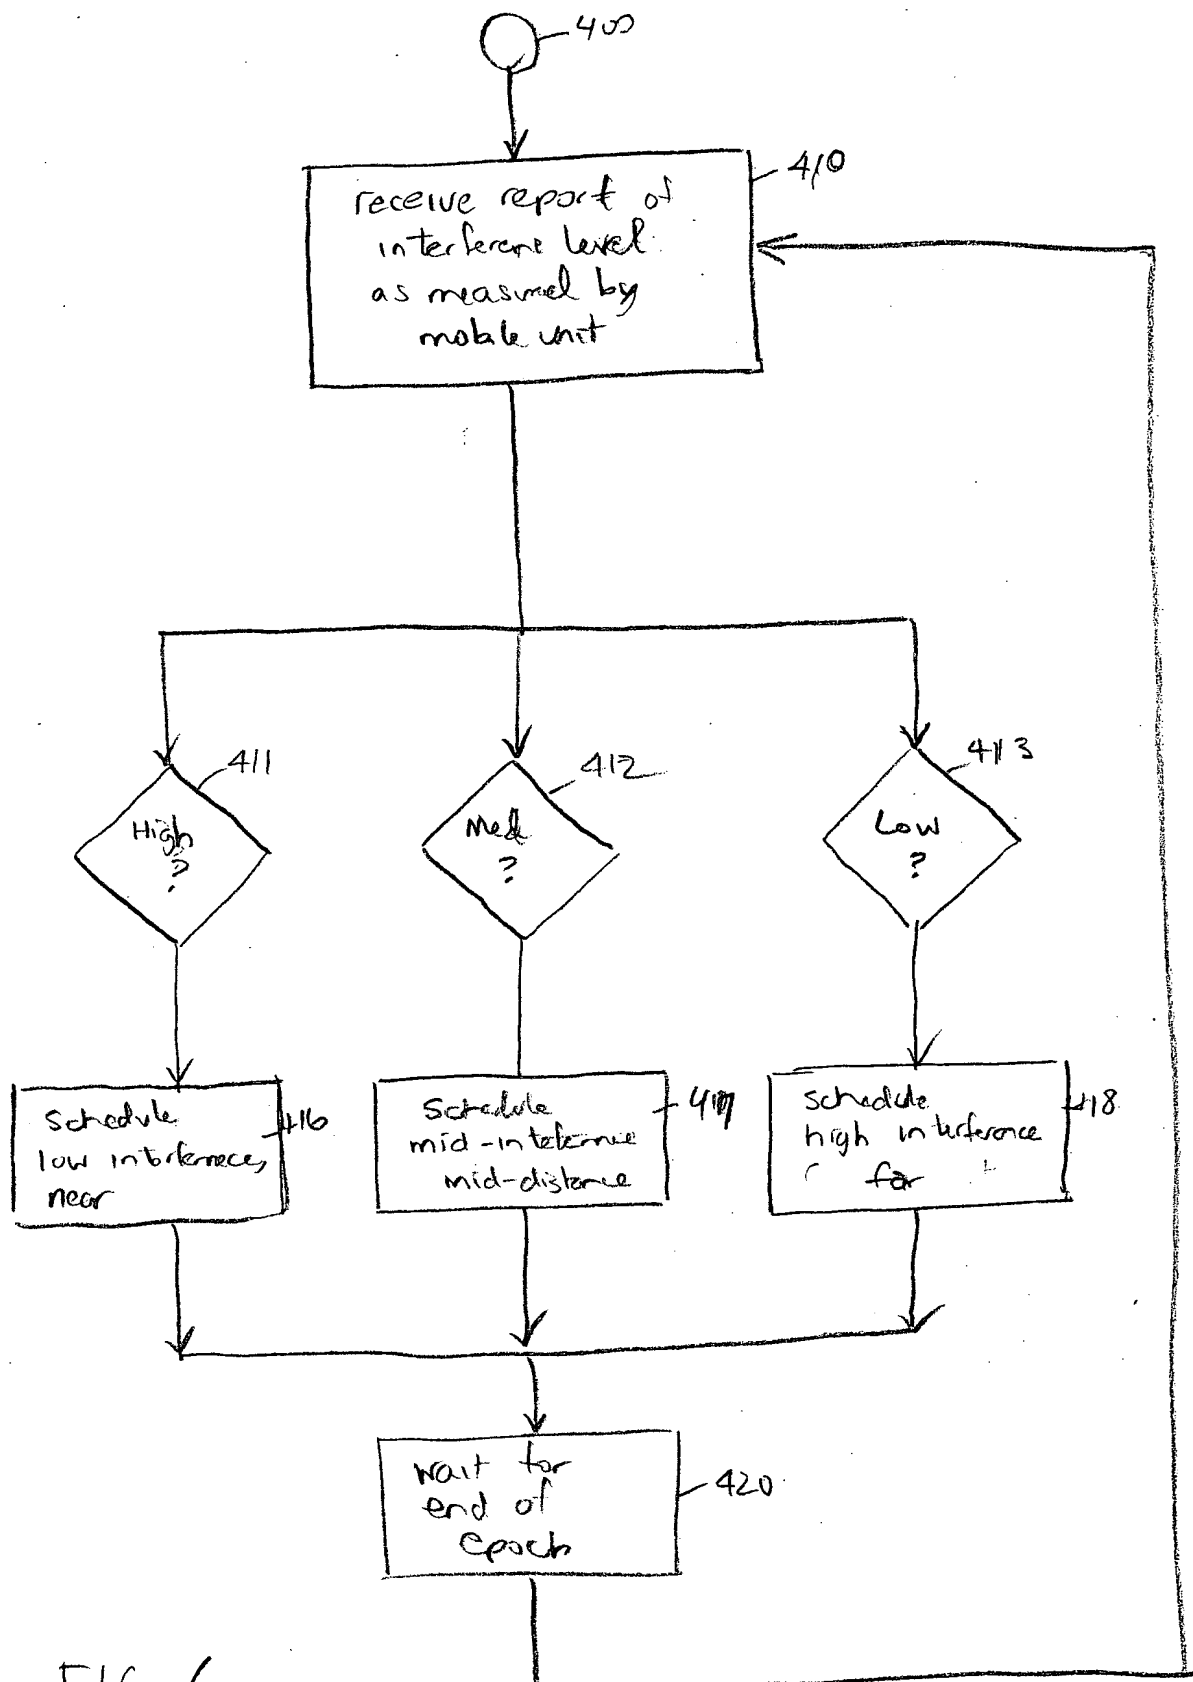 400
410
receive report of
interference level
as measured by
mobile unit
411
412
413
High
?
Med
?
Low
?
Schedule
low interference,
near
416
Schedule
mid-interference
mid-distance
417
Schedule
high interference
far
418
wait for
end of
epoch
420
FIG.